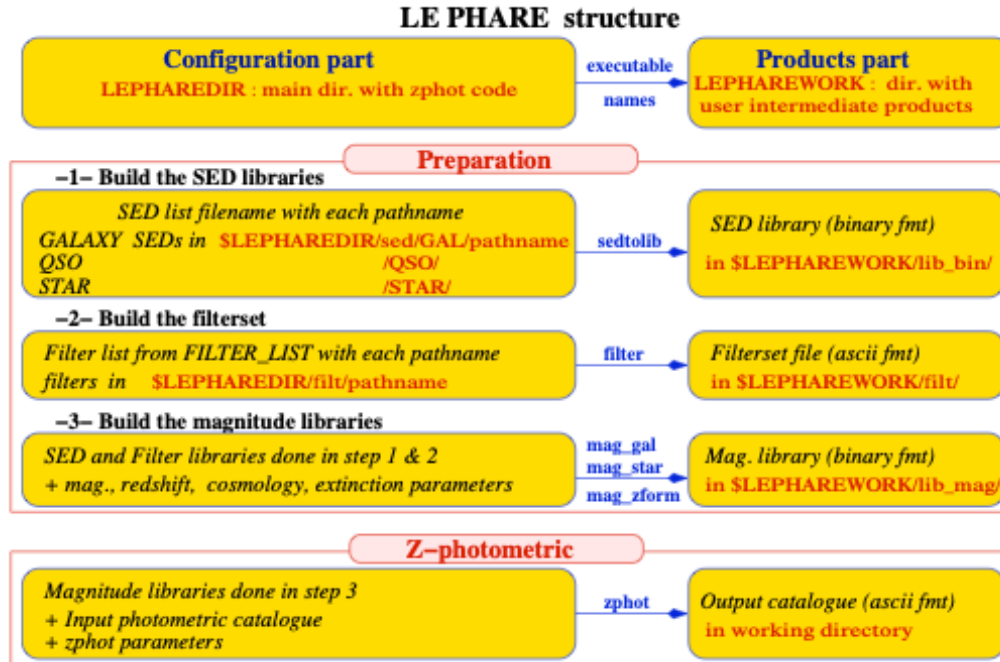 LE PHARE structure
Configuration part
LEPHAREDIR : main dir. with zphot code
executable
names
Products part
LEPHAREWORK : dir. with
user intermediate products
Preparation
–1– Build the SED libraries
SED list filename with each pathname
GALAXY SEDs in $LEPHAREDIR/sed/GAL/pathname
QSO /QSO/
STAR /STAR/
sedtolib
SED library (binary fmt)
in $LEPHAREWORK/lib_bin/
–2– Build the filterset
Filter list from FILTER_LIST with each pathname
filters in $LEPHAREDIR/filt/pathname
filter
Filterset file (ascii fmt)
in $LEPHAREWORK/filt/
–3– Build the magnitude libraries
SED and Filter libraries done in step 1 & 2
+ mag., redshift, cosmology, extinction parameters
mag_gal
mag_star
mag_zform
Mag. library (binary fmt)
in $LEPHAREWORK/lib_mag/
Z–photometric
Magnitude libraries done in step 3
+ Input photometric catalogue
+ zphot parameters
zphot
Output catalogue (ascii fmt)
in working directory